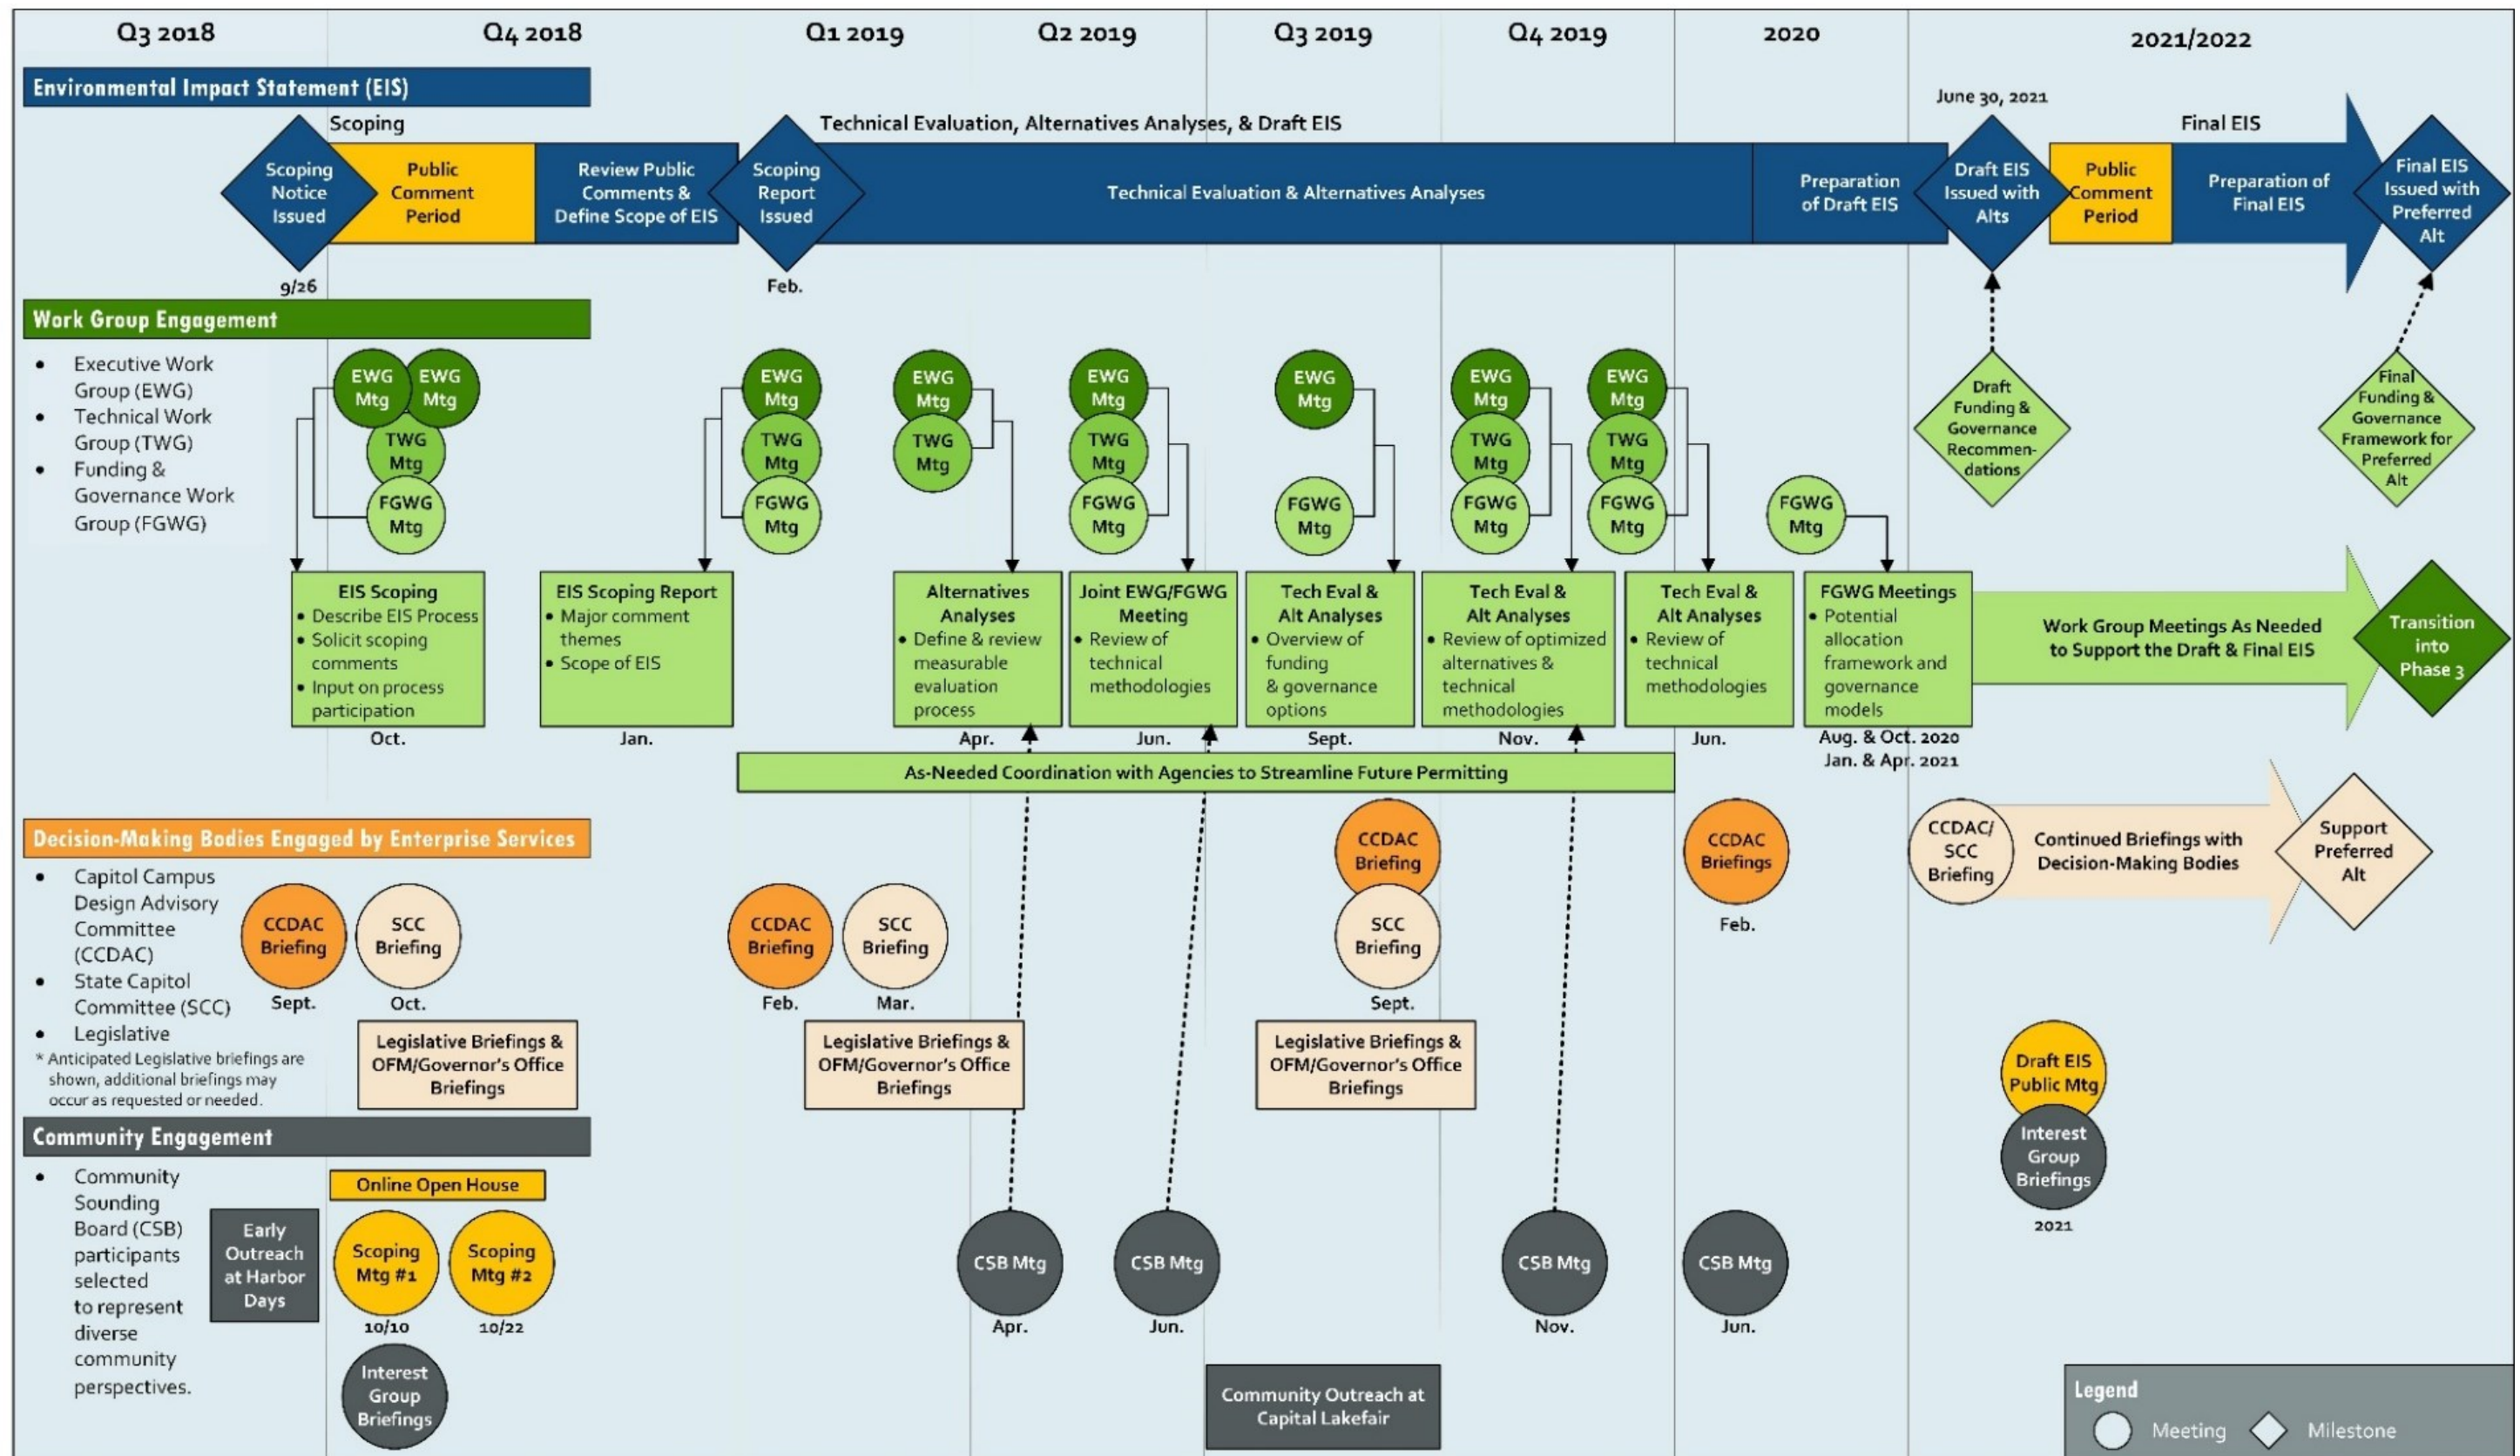 Q3 2018
Q4 2018
Q1 2019
Q2 2019
Q3 2019
Q4 2019
2020
2021/2022
Environmental Impact Statement (EIS)
Scoping
Technical Evaluation, Alternatives Analyses, & Draft EIS
June 30, 2021
Final EIS
Scoping
Notice
Issued
9/26
Public
Comment
Period
Review Public
Comments &
Define Scope of EIS
Scoping
Report
Issued
Feb.
Technical Evaluation & Alternatives Analyses
Preparation
of Draft EIS
Draft EIS
Issued with
Alts
Public
Comment
Period
Preparation of
Final EIS
Final EIS
Issued with
Preferred
Alt
Work Group Engagement
• Executive Work
Group (EWG)
• Technical Work
Group (TWG)
• Funding &
Governance Work
Group (FGWG)
EWG
Mtg
EWG
Mtg
TWG
Mtg
FGWG
Mtg
EWG
Mtg
TWG
Mtg
FGWG
Mtg
EWG
Mtg
TWG
Mtg
EWG
Mtg
TWG
Mtg
FGWG
Mtg
EWG
Mtg
FGWG
Mtg
EWG
Mtg
TWG
Mtg
FGWG
Mtg
EWG
Mtg
TWG
Mtg
FGWG
Mtg
FGWG
Mtg
Draft
Funding &
Governance
Recommen-
dations
Final
Funding &
Governance
Framework for
Preferred
Alt
EIS Scoping
• Describe EIS Process
• Solicit scoping
comments
• Input on process
participation
Oct.
EIS Scoping Report
• Major comment
themes
• Scope of EIS
Jan.
Alternatives
Analyses
• Define & review
measurable
evaluation
process
Apr.
Joint EWG/FGWG
Meeting
• Review of
technical
methodologies
Jun.
Tech Eval &
Alt Analyses
• Overview of
funding
& governance
options
Sept.
Tech Eval &
Alt Analyses
• Review of optimized
alternatives &
technical
methodologies
Nov.
Tech Eval &
Alt Analyses
• Review of
technical
methodologies
Jun.
FGWG Meetings
• Potential
allocation
framework and
governance
models
Aug. & Oct. 2020
Jan. & Apr. 2021
Work Group Meetings As Needed
to Support the Draft & Final EIS
Transition
into
Phase 3
As-Needed Coordination with Agencies to Streamline Future Permitting
Decision-Making Bodies Engaged by Enterprise Services
• Capitol Campus
Design Advisory
Committee
(CCDAC)
• State Capitol
Committee (SCC)
• Legislative
* Anticipated Legislative briefings are
shown, additional briefings may
occur as requested or needed.
CCDAC
Briefing
Sept.
SCC
Briefing
Oct.
Legislative Briefings &
OFM/Governor's Office
Briefings
CCDAC
Briefing
Feb.
SCC
Briefing
Mar.
Legislative Briefings &
OFM/Governor's Office
Briefings
CCDAC
Briefing
SCC
Briefing
Sept.
Legislative Briefings &
OFM/Governor's Office
Briefings
CCDAC
Briefings
Feb.
CCDAC/
SCC
Briefing
Continued Briefings with
Decision-Making Bodies
Support
Preferred
Alt
Community Engagement
• Community
Sounding
Board (CSB)
participants
selected
to represent
diverse
community
perspectives.
Early
Outreach
at Harbor
Days
Online Open House
Scoping
Mtg #1
10/10
Scoping
Mtg #2
10/22
Interest
Group
Briefings
CSB Mtg
Apr.
CSB Mtg
Jun.
Community Outreach at
Capital Lakefair
CSB Mtg
Nov.
CSB Mtg
Jun.
Draft EIS
Public Mtg
Interest
Group
Briefings
2021
Legend
Meeting
Milestone